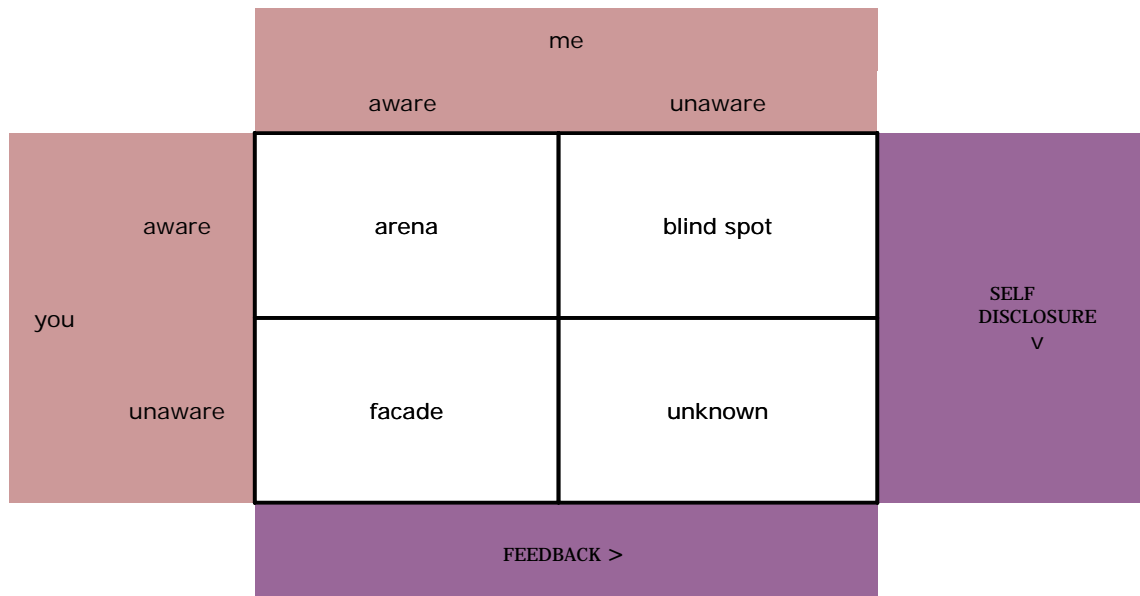 me
aware unaware
aware arena blind spot
SELF
DISCLOSURE
v
you
unaware facade unknown
FEEDBACK >